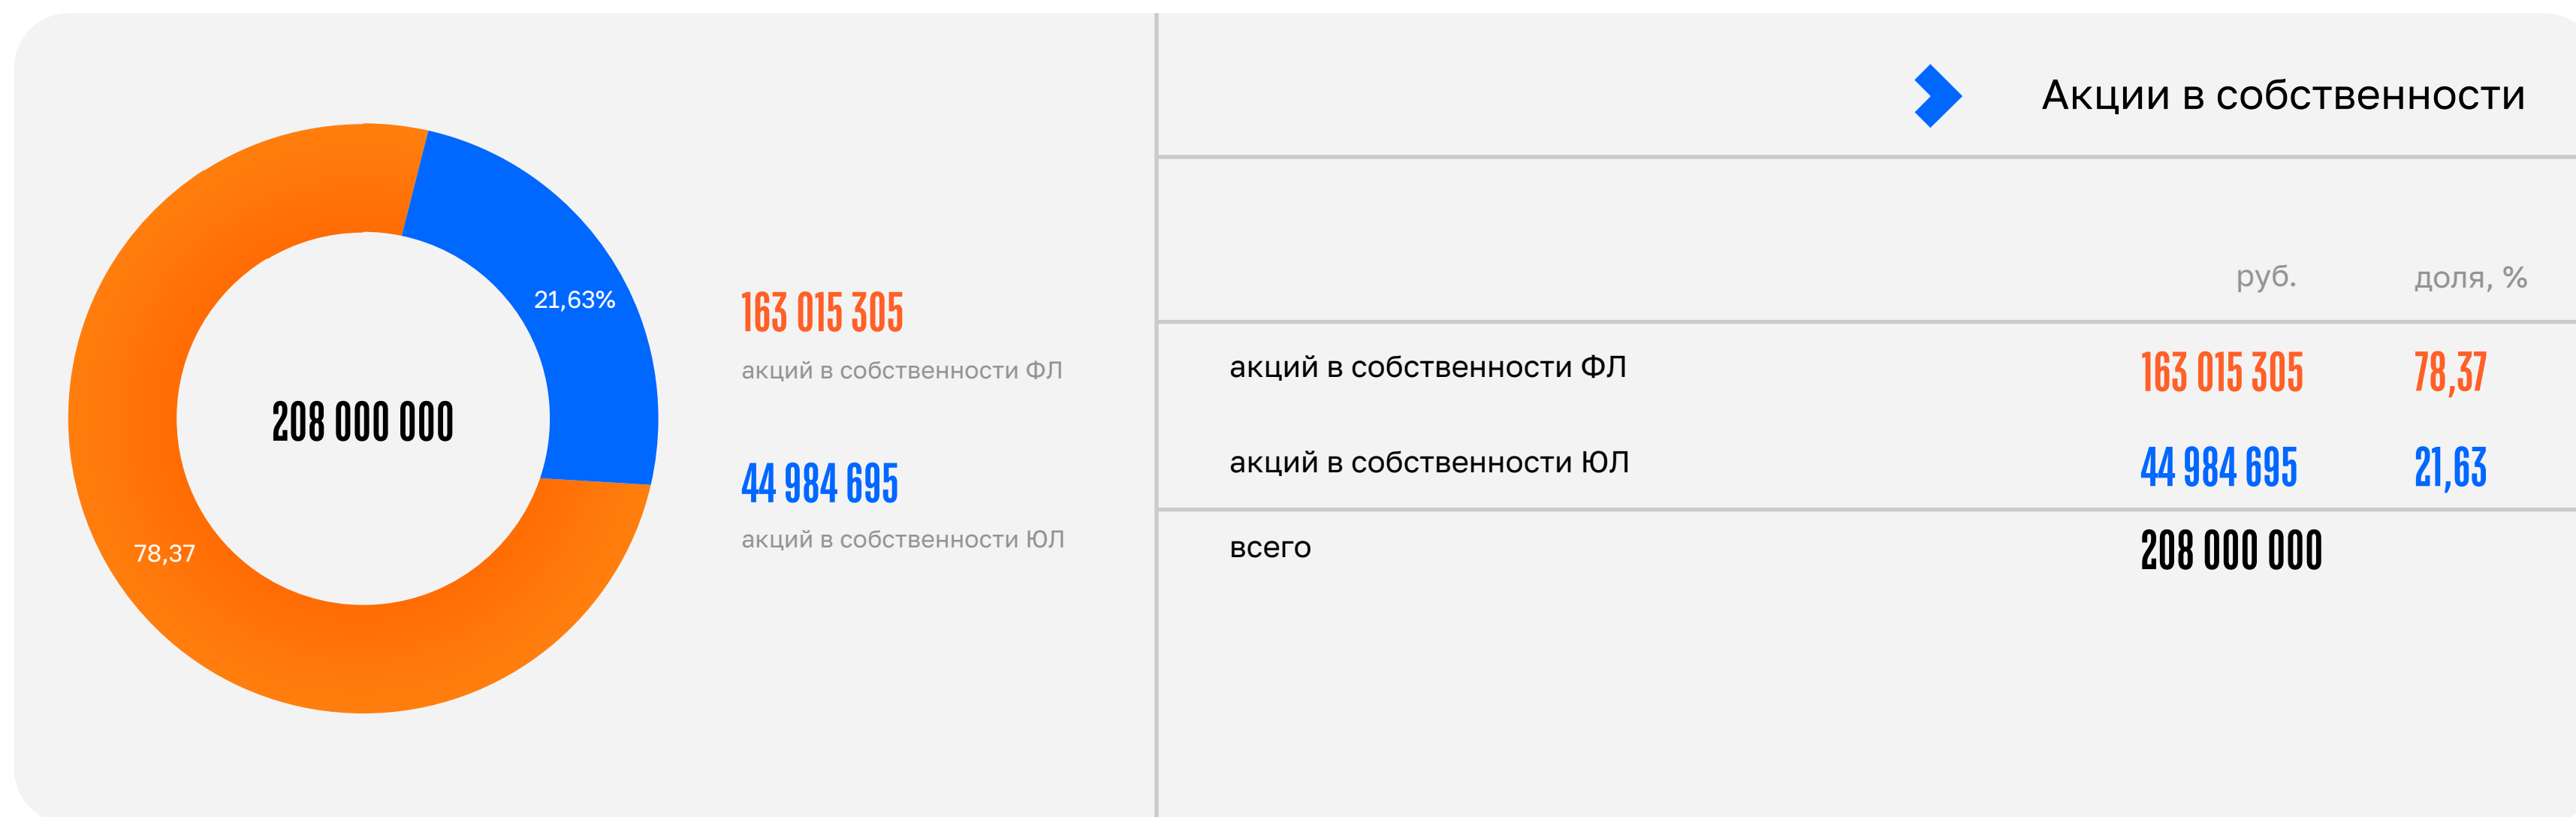 208 000 000
21,63%
78,37
163 015 305
акций в собственности ФЛ
44 984 695
акций в собственности ЮЛ
Акции в собственности
руб. доля, %
акций в собственности ФЛ 163 015 305 78,37
акций в собственности ЮЛ 44 984 695 21,63
всего 208 000 000